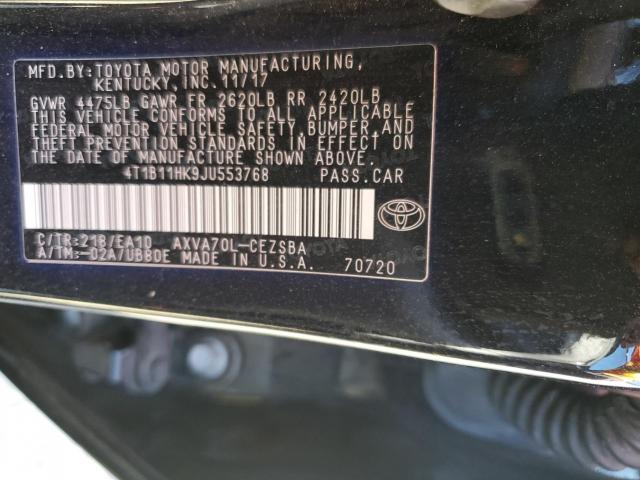 MFD.BY:TOYOTA MOTOR MANUFACTURING,
KENTUCKY, INC. 11/17
GVWR 4475LB GAWR FR 2620LB RR 2420LB
THIS VEHICLE CONFORMS TO ALL APPLICABLE
FEDERAL MOTOR VEHICLE SAFETY, BUMPER, AND
THEFT PREVENTION STANDARDS IN EFFECT ON
THE DATE OF MANUFACTURE SHOWN ABOVE.
4T1B11HK9JU553768 PASS.CAR
C/TR:218/EA10 AXVA70L-CEZSBA
A/TM:-02A/UB80E MADE IN U.S.A. 70720